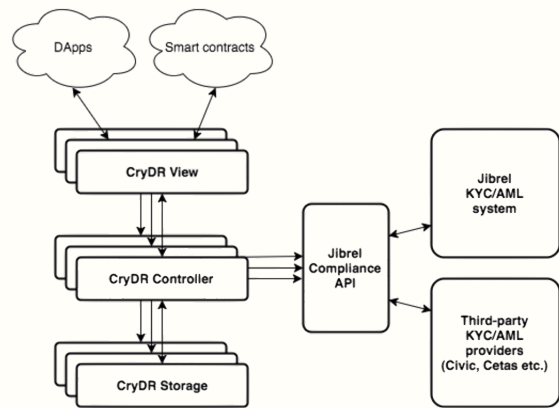 DApps
Smart contracts
CryDR View
CryDR Controller
CryDR Storage
Jibrel
Compliance
API
Jibrel
KYC/AML
system
Third-party
KYC/AML
providers
(Civic, Cetas etc.)